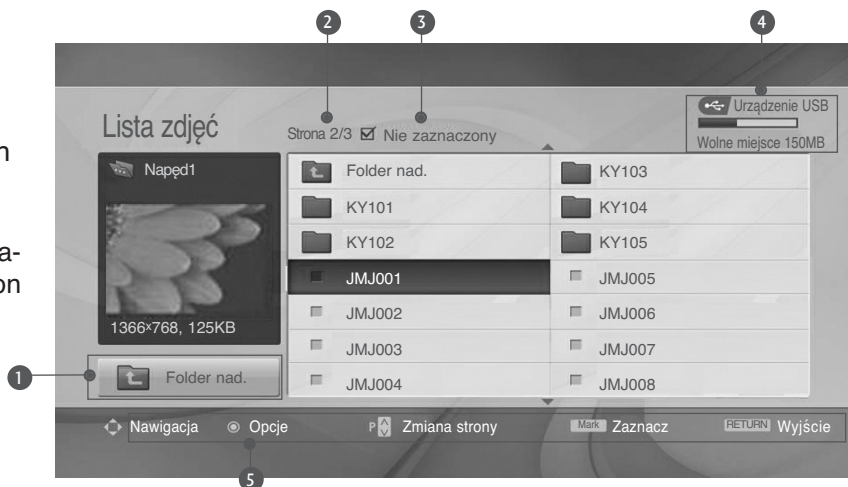 2 3 4
Urządzenie USB
Lista zdjęć
Strona 2/3 Nie zaznaczony
Wolne miejsce 150MB
n
Napęd1
Folder nad. KY103
KY101 KY104
a-
KY102 KY105
on
JMJ001 JMJ005
JMJ002 JMJ006
1366x768, 125KB
JMJ003 JMJ007
1
Folder nad.
JMJ004 JMJ008
Nawigacja Opcje P Zmiana strony Mark Zaznacz RETURN Wyjście
5